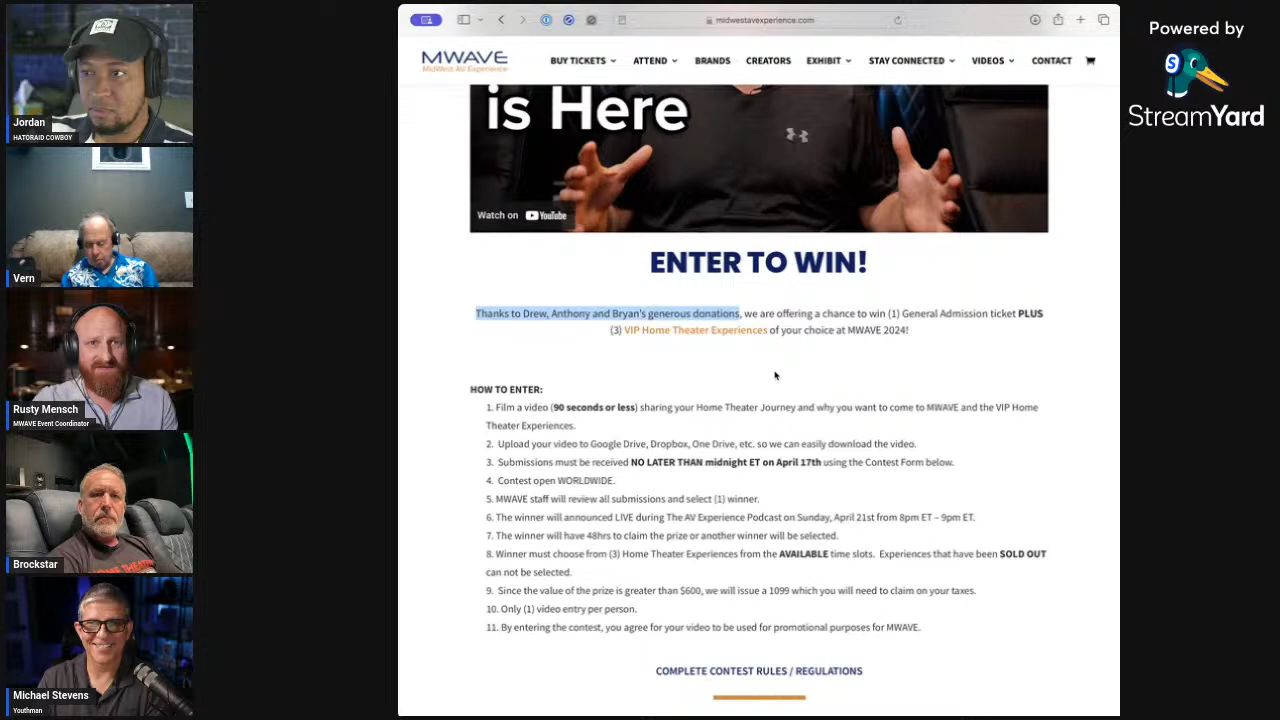 Jordan
HATORAID COWBOY
Vern
Rusty Mensch
MWAVE Event Coordinator
Brockstar
Michael Stevens
Youthman
midwestavexperience.com
MWAVE
MidWest AV Experience
BUY TICKETS ATTEND BRANDS CREATORS EXHIBIT STAY CONNECTED VIDEOS CONTACT
is Here
Watch on YouTube
ENTER TO WIN!
Thanks to Drew, Anthony and Bryan's generous donations, we are offering a chance to win (1) General Admission ticket PLUS
(3) VIP Home Theater Experiences of your choice at MWAVE 2024!
HOW TO ENTER:
1. Film a video (90 seconds or less) sharing your Home Theater Journey and why you want to come to MWAVE and the VIP Home
Theater Experiences.
2. Upload your video to Google Drive, Dropbox, One Drive, etc. so we can easily download the video.
3. Submissions must be received NO LATER THAN midnight ET on April 17th using the Contest Form below.
4. Contest open WORLDWIDE.
5. MWAVE staff will review all submissions and select (1) winner.
6. The winner will announced LIVE during The AV Experience Podcast on Sunday, April 21st from 8pm ET – 9pm ET.
7. The winner will have 48hrs to claim the prize or another winner will be selected.
8. Winner must choose from (3) Home Theater Experiences from the AVAILABLE time slots. Experiences that have been SOLD OUT
can not be selected.
9. Since the value of the prize is greater than $600, we will issue a 1099 which you will need to claim on your taxes.
10. Only (1) video entry per person.
11. By entering the contest, you agree for your video to be used for promotional purposes for MWAVE.
COMPLETE CONTEST RULES / REGULATIONS
Powered by
S
StreamYard